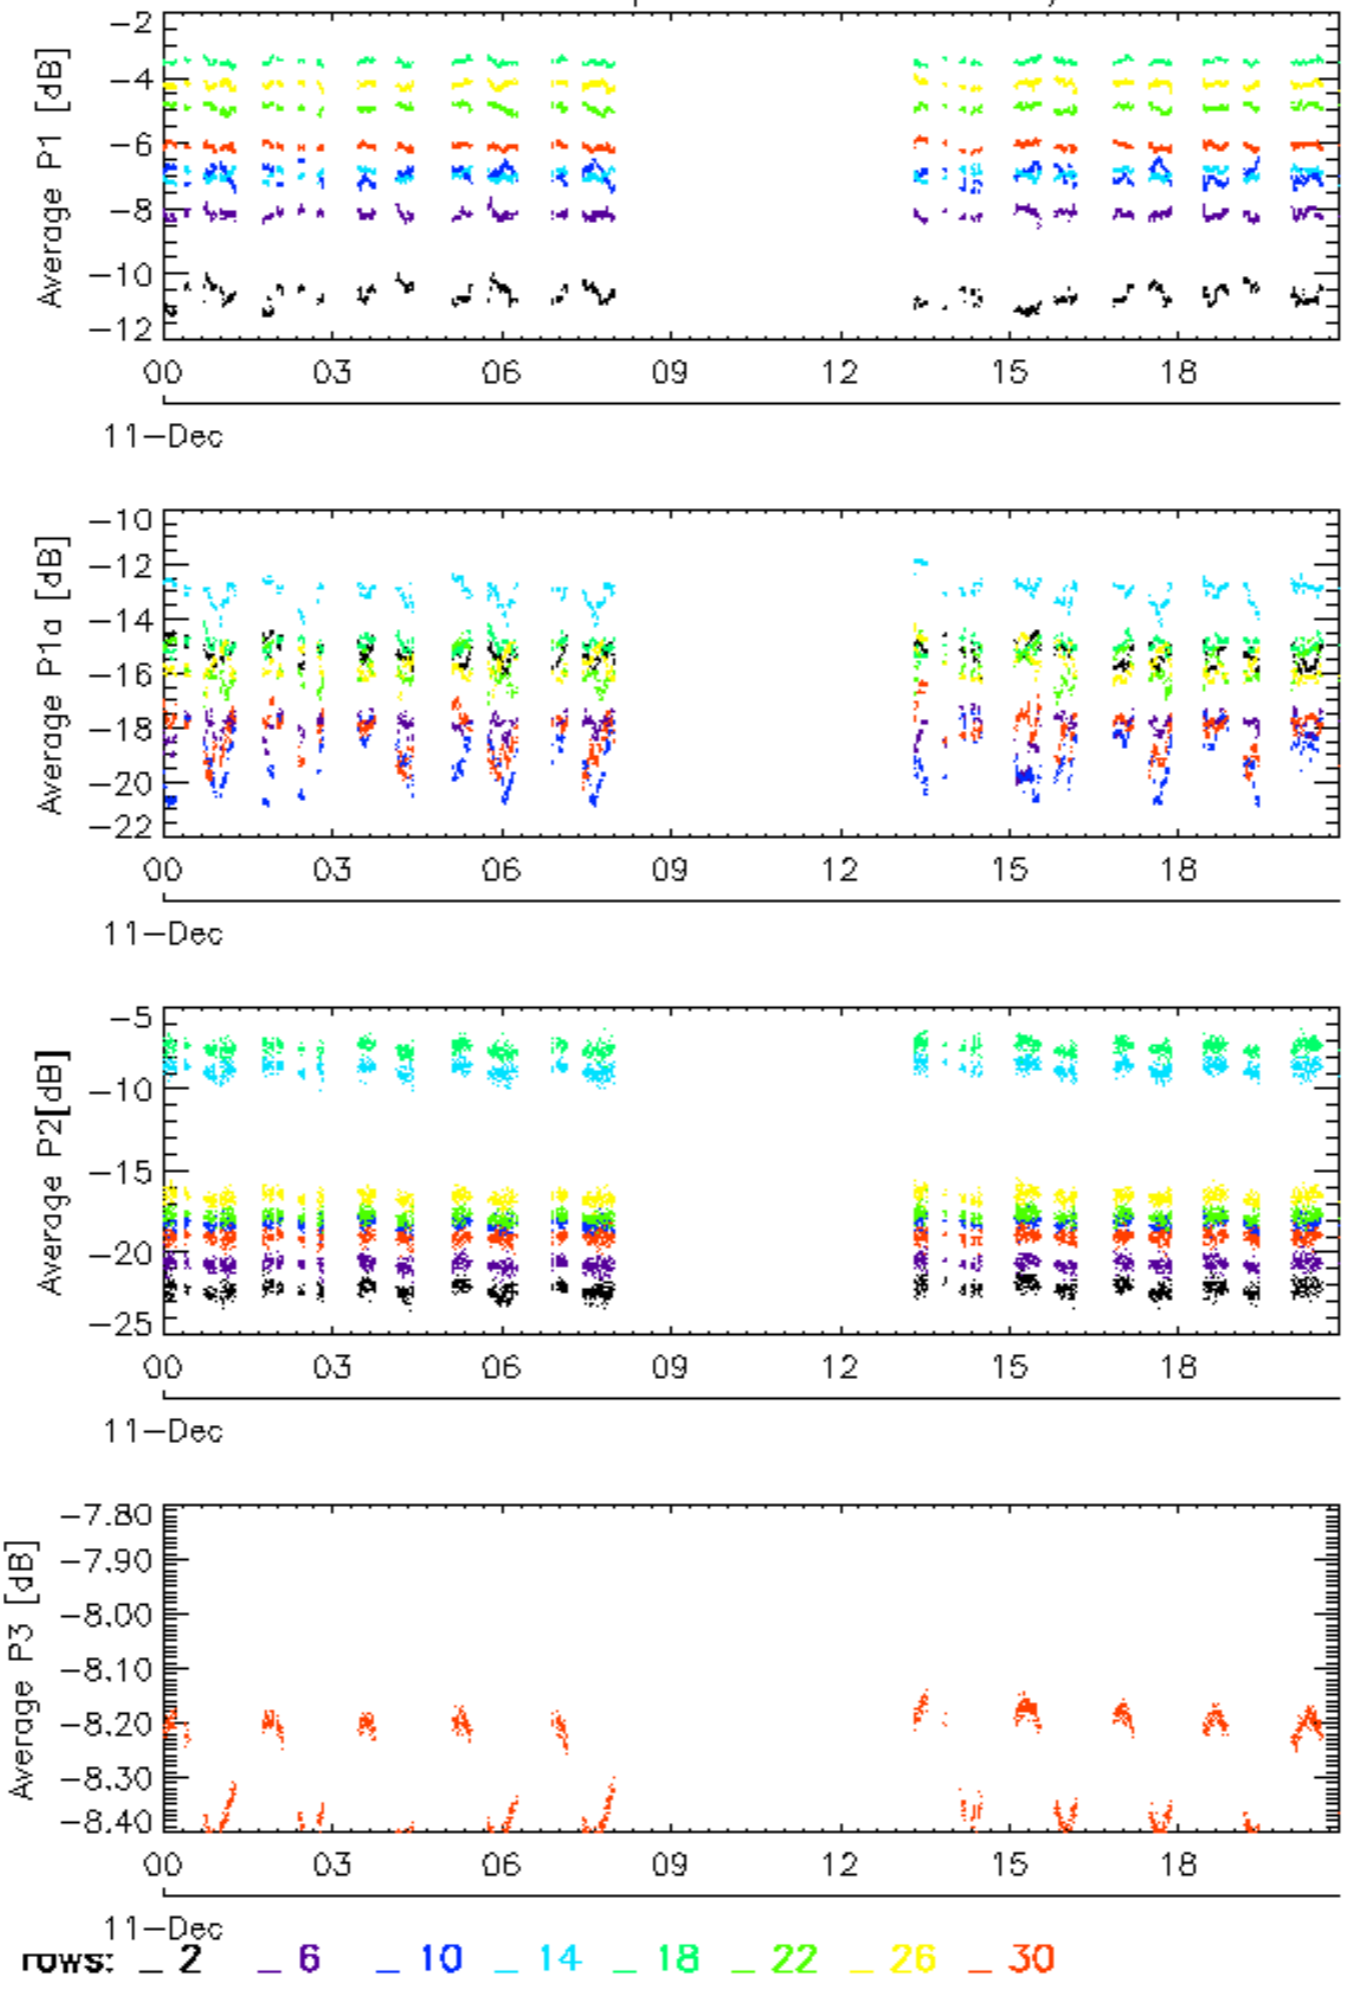 Average P1 [dB]
-2
-4
-6
-8
-10
-12
00 03 06 09 12 15 18
11-Dec
Average P1a [dB]
-10
-12
-14
-16
-18
-20
-22
00 03 06 09 12 15 18
11-Dec
Average P2[dB]
-5
-10
-15
-20
-25
00 03 06 09 12 15 18
11-Dec
Average P3 [dB]
-7.80
-7.90
-8.00
-8.10
-8.20
-8.30
-8.40
00 03 06 09 12 15 18
11-Dec
rows: _ 2 _ 6 _ 10 _ 14 _ 18 _ 22 _ 26 _ 30